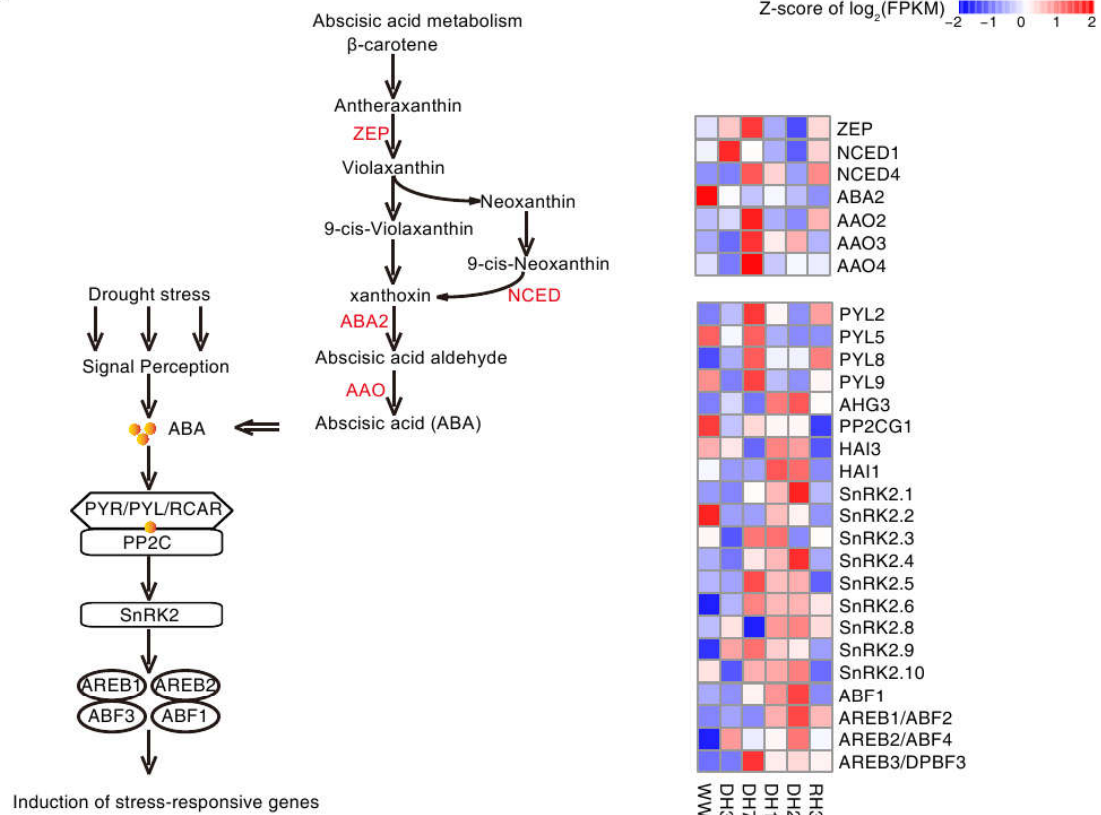 Abscisic acid metabolism
β-carotene
Antheraxanthin
ZEP
Violaxanthin
Neoxanthin
9-cis-Violaxanthin
9-cis-Neoxanthin
xanthoxin
NCED
ABA2
Abscisic acid aldehyde
AAO
Abscisic acid (ABA)
Drought stress
Signal Perception
ABA
PYR/PYL/RCAR
PP2C
SnRK2
AREB1 AREB2
ABF3 ABF1
Induction of stress-responsive genes
Z-score of log2(FPKM)
−2 −1 0 1 2
ZEP
NCED1
NCED4
ABA2
AAO2
AAO3
AAO4
PYL2
PYL5
PYL8
PYL9
AHG3
PP2CG1
HAI3
HAI1
SnRK2.1
SnRK2.2
SnRK2.3
SnRK2.4
SnRK2.5
SnRK2.6
SnRK2.8
SnRK2.9
SnRK2.10
ABF1
AREB1/ABF2
AREB2/ABF4
AREB3/DPBF3